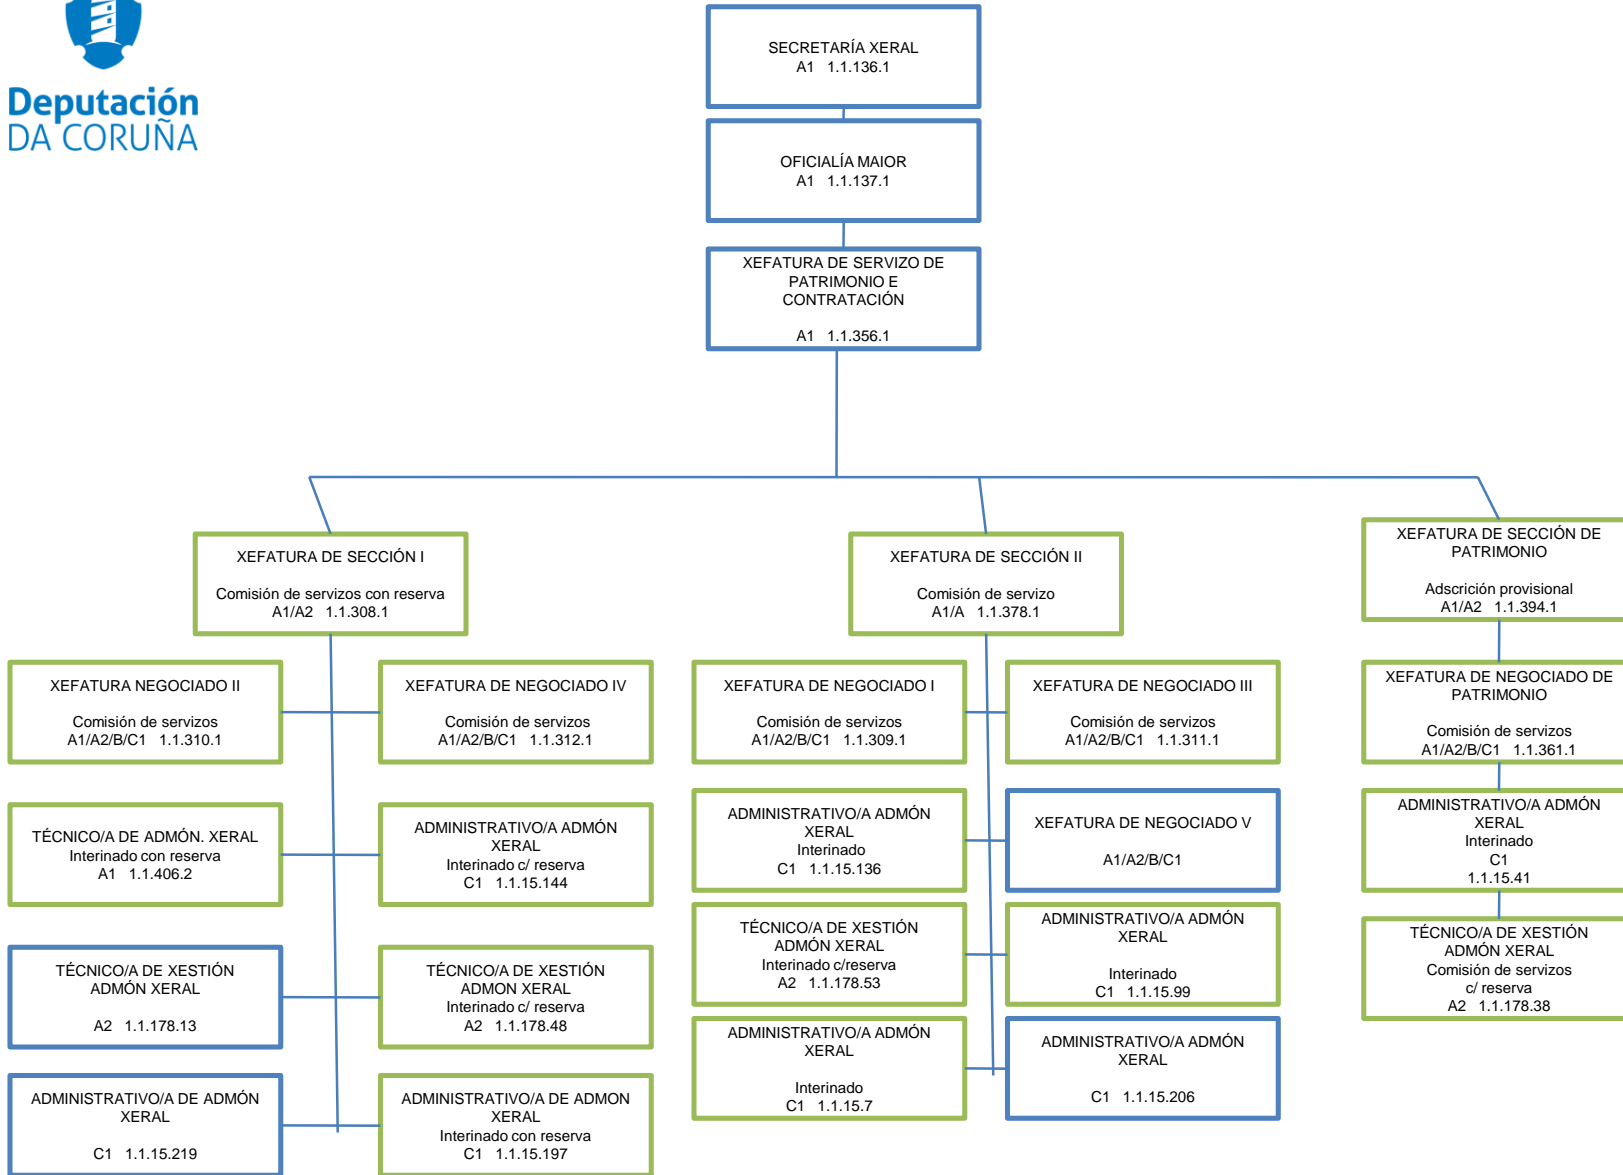 Deputación
DA CORUÑA
SECRETARÍA XERAL
A1 1.1.136.1
OFICIALÍA MAIOR
A1 1.1.137.1
XEFATURA DE SERVIZO DE
PATRIMONIO E
CONTRATACIÓN
A1 1.1.356.1
XEFATURA DE SECCIÓN I
Comisión de servizos con reserva
A1/A2 1.1.308.1
XEFATURA NEGOCIADO II
Comisión de servizos
A1/A2/B/C1 1.1.310.1
XEFATURA DE NEGOCIADO IV
Comisión de servizos
A1/A2/B/C1 1.1.312.1
TÉCNICO/A DE ADMÓN. XERAL
Interinado con reserva
A1 1.1.406.2
ADMINISTRATIVO/A ADMÓN
XERAL
Interinado c/ reserva
C1 1.1.15.144
TÉCNICO/A DE XESTIÓN
ADMÓN XERAL
A2 1.1.178.13
TÉCNICO/A DE XESTIÓN
ADMON XERAL
Interinado c/ reserva
A2 1.1.178.48
ADMINISTRATIVO/A DE ADMÓN
XERAL
C1 1.1.15.219
ADMINISTRATIVO/A DE ADMON
XERAL
Interinado con reserva
C1 1.1.15.197
XEFATURA DE SECCIÓN II
Comisión de servizo
A1/A 1.1.378.1
XEFATURA DE NEGOCIADO I
Comisión de servizos
A1/A2/B/C1 1.1.309.1
XEFATURA DE NEGOCIADO III
Comisión de servizos
A1/A2/B/C1 1.1.311.1
ADMINISTRATIVO/A ADMÓN
XERAL
Interinado
C1 1.1.15.136
XEFATURA DE NEGOCIADO V
A1/A2/B/C1
TÉCNICO/A DE XESTIÓN
ADMÓN XERAL
Interinado c/reserva
A2 1.1.178.53
ADMINISTRATIVO/A ADMÓN
XERAL
Interinado
C1 1.1.15.99
ADMINISTRATIVO/A ADMÓN
XERAL
Interinado
C1 1.1.15.7
ADMINISTRATIVO/A ADMÓN
XERAL
C1 1.1.15.206
XEFATURA DE SECCIÓN DE
PATRIMONIO
Adscrición provisional
A1/A2 1.1.394.1
XEFATURA DE NEGOCIADO DE
PATRIMONIO
Comisión de servizos
A1/A2/B/C1 1.1.361.1
ADMINISTRATIVO/A ADMÓN
XERAL
Interinado
C1
1.1.15.41
TÉCNICO/A DE XESTIÓN
ADMÓN XERAL
Comisión de servizos
c/ reserva
A2 1.1.178.38